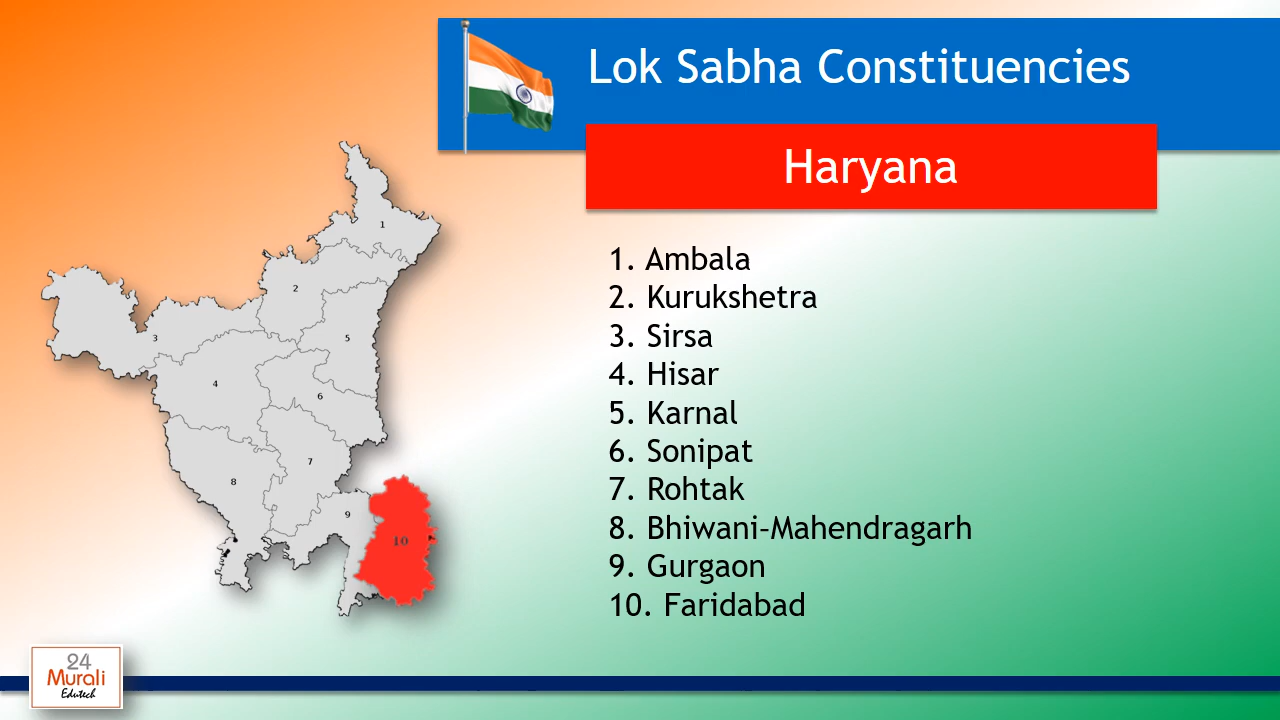 Lok Sabha Constituencies
Haryana
1. Ambala
2. Kurukshetra
3. Sirsa
4. Hisar
5. Karnal
6. Sonipat
7. Rohtak
8. Bhiwani–Mahendragarh
9. Gurgaon
10. Faridabad
1
2
3
5
4
6
7
8
9
10
24
Murali
Edutech